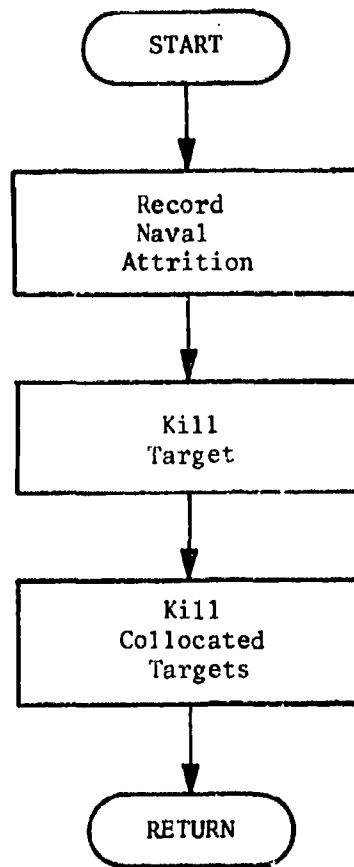 START
Record
Naval
Attrition
Kill
Target
Kill
Collocated
Targets
RETURN